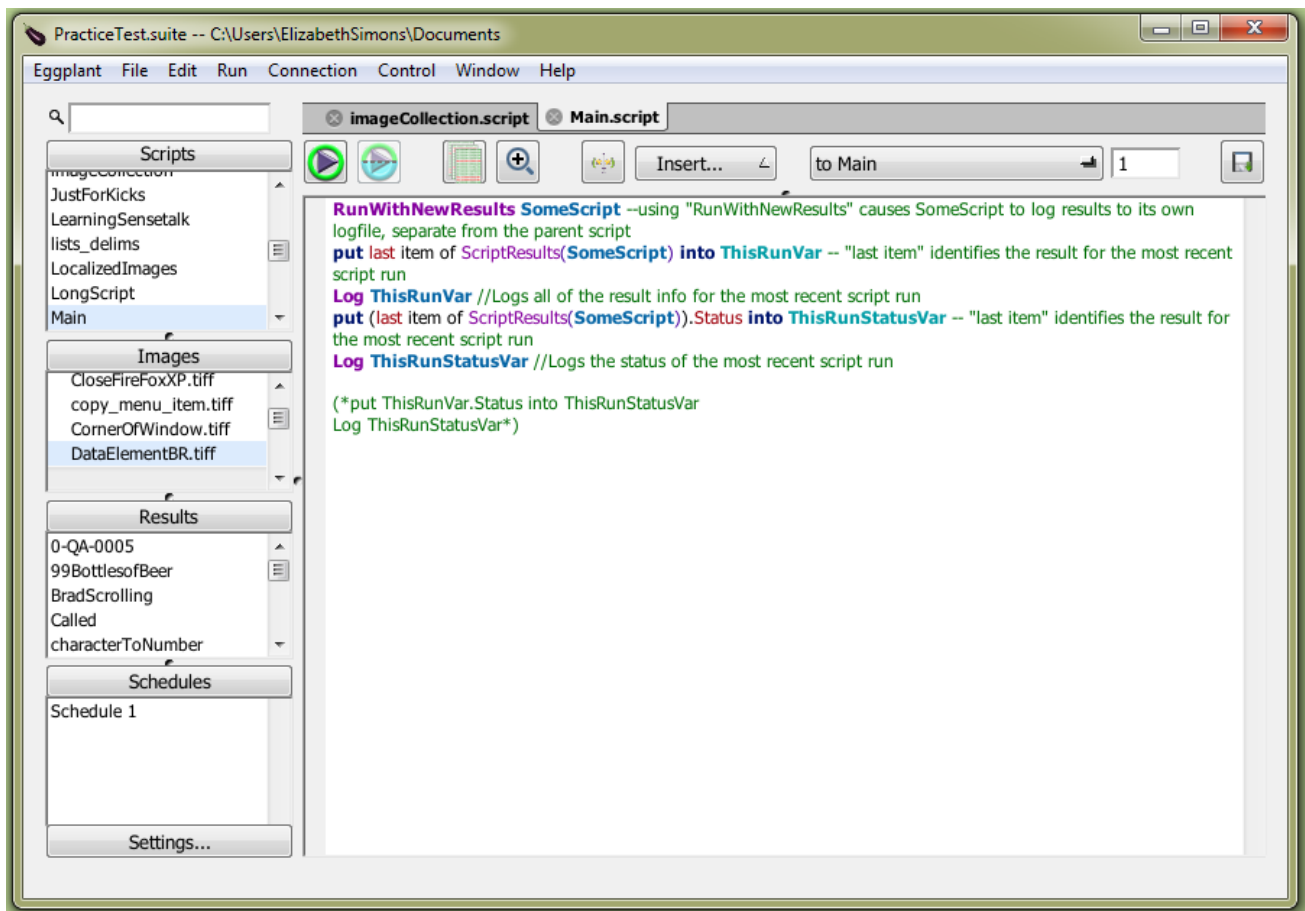 PracticeTest.suite -- C:\Users\ElizabethSimons\Documents
Eggplant File Edit Run Connection Control Window Help
imageCollection.script Main.script
Scripts
Insert... to Main 1
imageCollection
JustForKicks
LearningSensetalk
lists_delims
LocalizedImages
LongScript
Main
Images
CloseFireFoxXP.tiff
copy_menu_item.tiff
CornerOfWindow.tiff
DataElementBR.tiff
Results
0-QA-0005
99BottlesofBeer
BradScrolling
Called
characterToNumber
Schedules
Schedule 1
Settings...
RunWithNewResults SomeScript --using "RunWithNewResults" causes SomeScript to log results to its own
logfile, separate from the parent script
put last item of ScriptResults(SomeScript) into ThisRunVar -- "last item" identifies the result for the most recent
script run
Log ThisRunVar //Logs all of the result info for the most recent script run
put (last item of ScriptResults(SomeScript)).Status into ThisRunStatusVar -- "last item" identifies the result for
the most recent script run
Log ThisRunStatusVar //Logs the status of the most recent script run
(*put ThisRunVar.Status into ThisRunStatusVar
Log ThisRunStatusVar*)